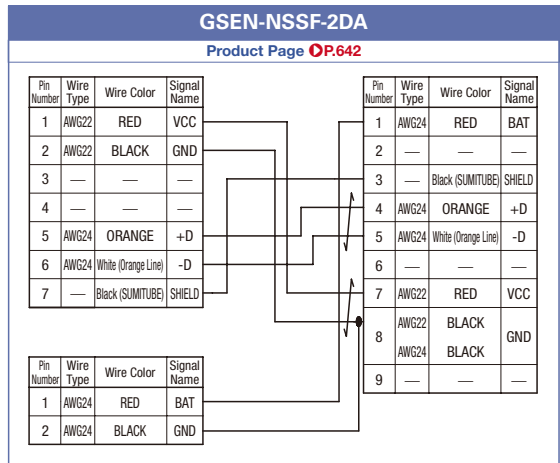 GSEN-NSSF-2DA
Product Page P.642
Pin Number Wire Type Wire Color Signal Name
1 AWG22 RED VCC
2 AWG22 BLACK GND
3 — — —
4 — — —
5 AWG24 ORANGE +D
6 AWG24 White (Orange Line) -D
7 — Black (SUMITUBE) SHIELD
Pin Number Wire Type Wire Color Signal Name
1 AWG24 RED BAT
2 AWG24 BLACK GND
Pin Number Wire Type Wire Color Signal Name
1 AWG24 RED BAT
2 — — —
3 — Black (SUMITUBE) SHIELD
4 AWG24 ORANGE +D
5 AWG24 White (Orange Line) -D
6 — — —
7 AWG22 RED VCC
8 AWG22 BLACK GND
AWG24 BLACK
9 — — —